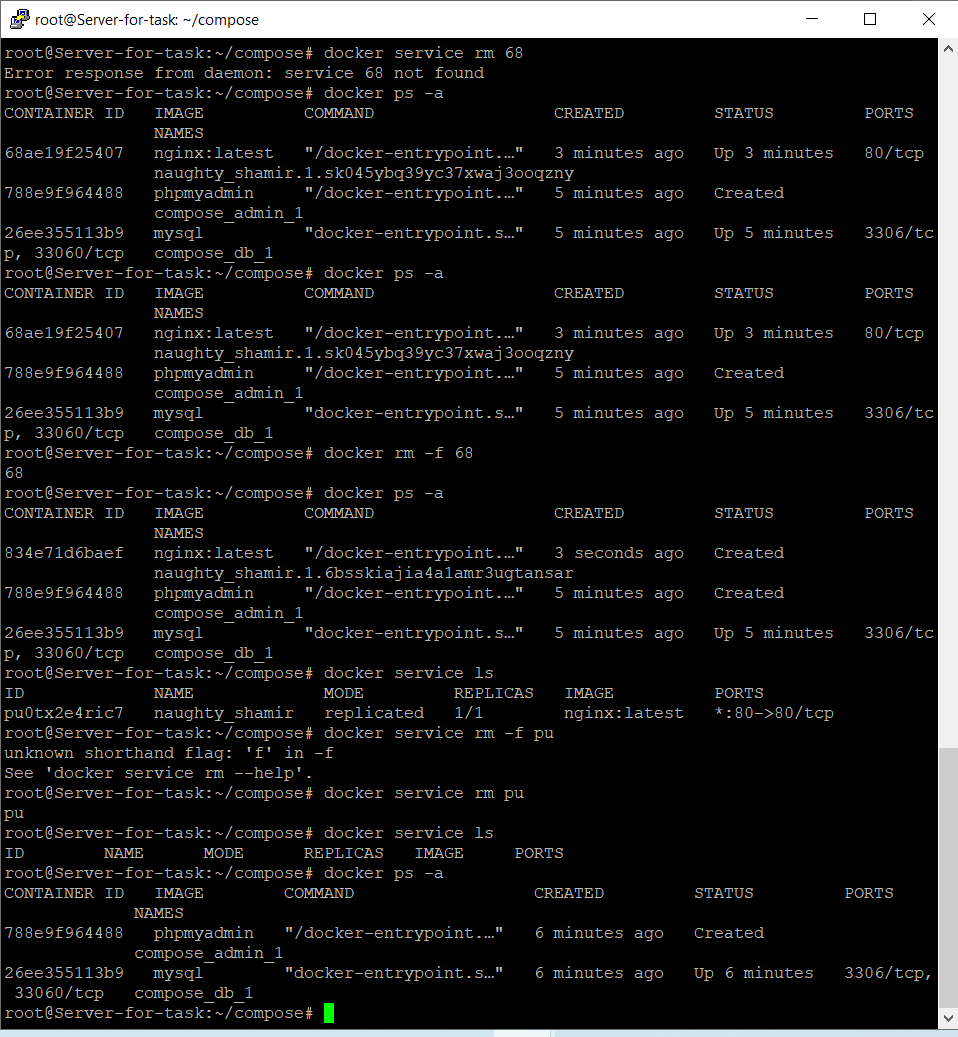 root@Server-for-task: ~/compose
root@Server-for-task:~/compose# docker service rm 68
Error response from daemon: service 68 not found
root@Server-for-task:~/compose# docker ps -a
CONTAINER ID   IMAGE          COMMAND                  CREATED         STATUS         PORTS
               NAMES
68ae19f25407   nginx:latest   "/docker-entrypoint.…"   3 minutes ago   Up 3 minutes   80/tcp
               naughty_shamir.1.sk045ybq39yc37xwaj3ooqzny
788e9f964488   phpmyadmin     "/docker-entrypoint.…"   5 minutes ago   Created
               compose_admin_1
26ee355113b9   mysql          "docker-entrypoint.s…"   5 minutes ago   Up 5 minutes   3306/tc
p, 33060/tcp   compose_db_1
root@Server-for-task:~/compose# docker ps -a
CONTAINER ID   IMAGE          COMMAND                  CREATED         STATUS         PORTS
               NAMES
68ae19f25407   nginx:latest   "/docker-entrypoint.…"   3 minutes ago   Up 3 minutes   80/tcp
               naughty_shamir.1.sk045ybq39yc37xwaj3ooqzny
788e9f964488   phpmyadmin     "/docker-entrypoint.…"   5 minutes ago   Created
               compose_admin_1
26ee355113b9   mysql          "docker-entrypoint.s…"   5 minutes ago   Up 5 minutes   3306/tc
p, 33060/tcp   compose_db_1
root@Server-for-task:~/compose# docker rm -f 68
68
root@Server-for-task:~/compose# docker ps -a
CONTAINER ID   IMAGE          COMMAND                  CREATED         STATUS         PORTS
               NAMES
834e71d6baef   nginx:latest   "/docker-entrypoint.…"   3 seconds ago   Created
               naughty_shamir.1.6bsskiajia4a1amr3ugtansar
788e9f964488   phpmyadmin     "/docker-entrypoint.…"   5 minutes ago   Created
               compose_admin_1
26ee355113b9   mysql          "docker-entrypoint.s…"   5 minutes ago   Up 5 minutes   3306/tc
p, 33060/tcp   compose_db_1
root@Server-for-task:~/compose# docker service ls
ID             NAME             MODE         REPLICAS   IMAGE          PORTS
pu0tx2e4ric7   naughty_shamir   replicated   1/1        nginx:latest   *:80->80/tcp
root@Server-for-task:~/compose# docker service rm -f pu
unknown shorthand flag: 'f' in -f
See 'docker service rm --help'.
root@Server-for-task:~/compose# docker service rm pu
pu
root@Server-for-task:~/compose# docker service ls
ID        NAME      MODE      REPLICAS   IMAGE     PORTS
root@Server-for-task:~/compose# docker ps -a
CONTAINER ID   IMAGE        COMMAND                  CREATED         STATUS         PORTS
             NAMES
788e9f964488   phpmyadmin   "/docker-entrypoint.…"   6 minutes ago   Created
             compose_admin_1
26ee355113b9   mysql        "docker-entrypoint.s…"   6 minutes ago   Up 6 minutes   3306/tcp,
 33060/tcp   compose_db_1
root@Server-for-task:~/compose#